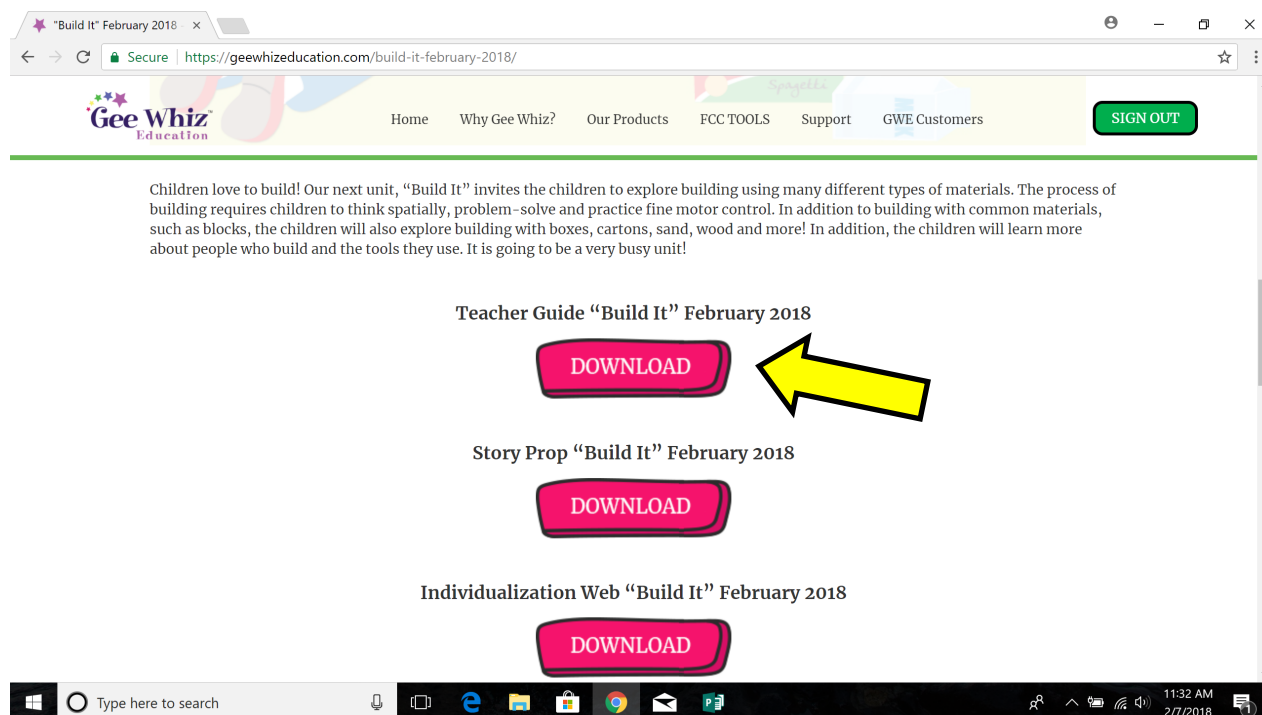 "Build It" February 2018
Secure https://geewhizeducation.com/build-it-february-2018/
Spagetti
MILK
Gee Whiz™
Education
Home Why Gee Whiz? Our Products FCC TOOLS Support GWE Customers
SIGN OUT
Children love to build! Our next unit, “Build It” invites the children to explore building using many different types of materials. The process of
building requires children to think spatially, problem-solve and practice fine motor control. In addition to building with common materials,
such as blocks, the children will also explore building with boxes, cartons, sand, wood and more! In addition, the children will learn more
about people who build and the tools they use. It is going to be a very busy unit!
Teacher Guide “Build It” February 2018
DOWNLOAD
Story Prop “Build It” February 2018
DOWNLOAD
Individualization Web “Build It” February 2018
DOWNLOAD
Type here to search
11:32 AM
2/7/2018
1